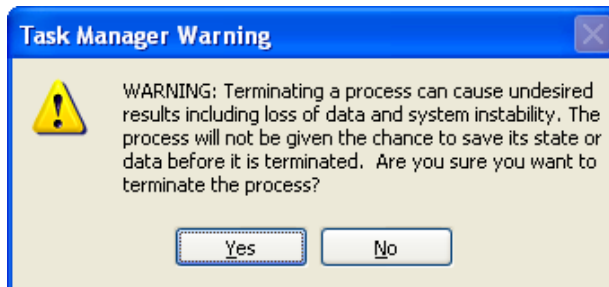 Task Manager Warning
WARNING: Terminating a process can cause undesired
results including loss of data and system instability. The
process will not be given the chance to save its state or
data before it is terminated.  Are you sure you want to
terminate the process?
Yes
No